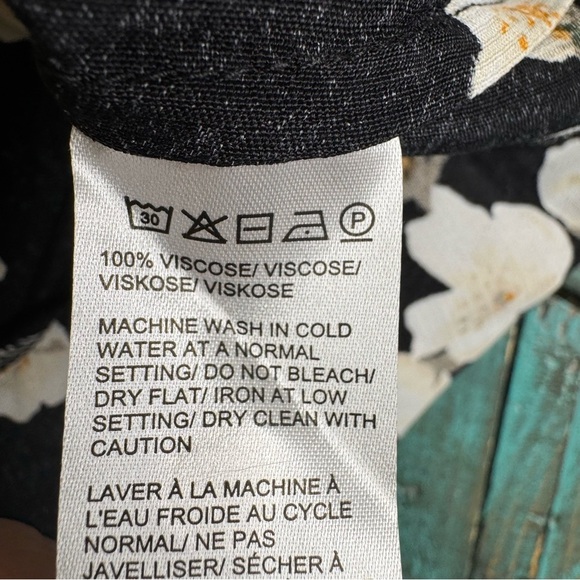 30 P
100% VISCOSE/ VISCOSE/
VISKOSE/ VISKOSE
MACHINE WASH IN COLD
WATER AT A NORMAL
SETTING/ DO NOT BLEACH/
DRY FLAT/ IRON AT LOW
SETTING/ DRY CLEAN WITH
CAUTION
LAVER À LA MACHINE À
L'EAU FROIDE AU CYCLE
NORMAL/ NE PAS
JAVELLISER/ SÉCHER À